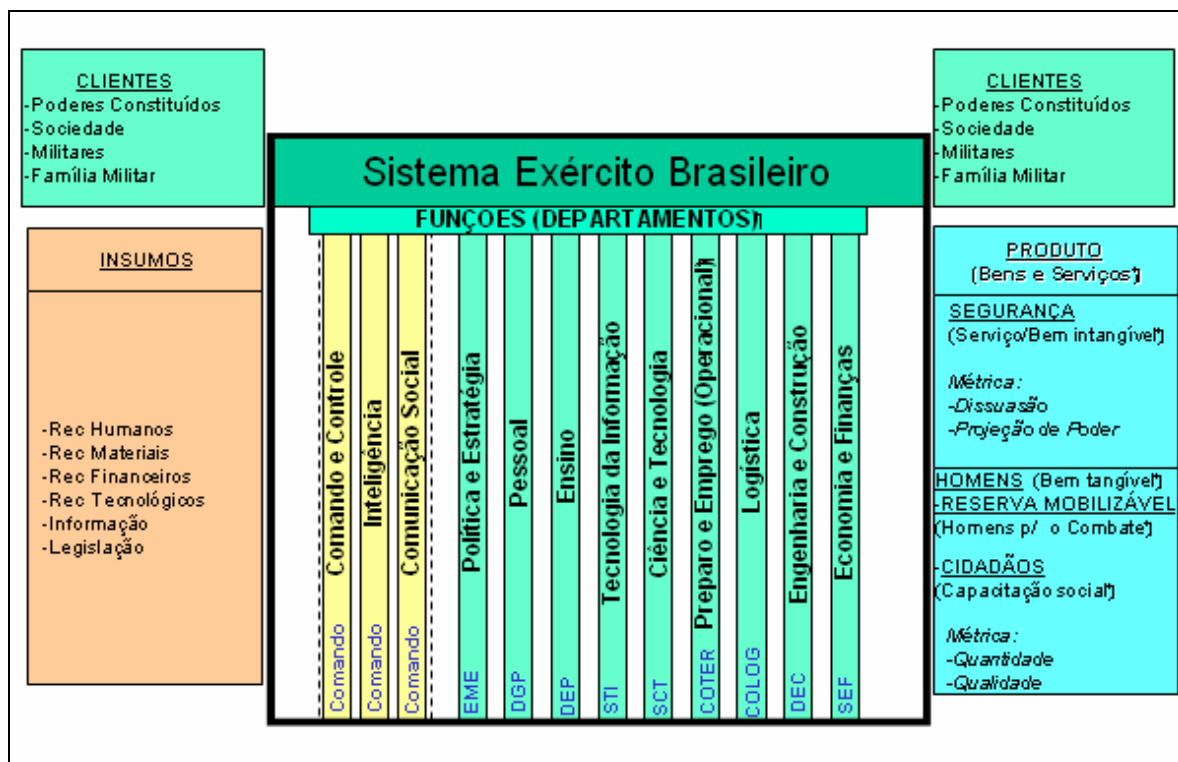 CLIENTES
-Poderes Constituídos
-Sociedade
-Militares
-Família Militar
INSUMOS
-Rec Humanos
-Rec Materiais
-Rec Financeiros
-Rec Tecnológicos
-Informação
-Legislação
Sistema Exército Brasileiro
FUNÇÕES (DEPARTAMENTOS)
Comando e Controle
Comando
Inteligência
Comando
Comunicação Social
Comando
Política e Estratégia
EME
Pessoal
DGP
Ensino
DEP
Tecnologia da Informação
STI
Ciência e Tecnologia
SCT
Preparo e Emprego (Operacional)
COTER
Logística
COLOG
Engenharia e Construção
DEC
Economia e Finanças
SEF
CLIENTES
-Poderes Constituídos
-Sociedade
-Militares
-Família Militar
PRODUTO
(Bens e Serviços)
SEGURANÇA
(Serviço/Bem intangível)
Métrica:
-Dissuasão
-Projeção de Poder
HOMENS (Bem tangível)
-RESERVA MOBILIZÁVEL
(Homens p/ o Combate)
-CIDADÃOS
(Capacitação social)
Métrica:
-Quantidade
-Qualidade